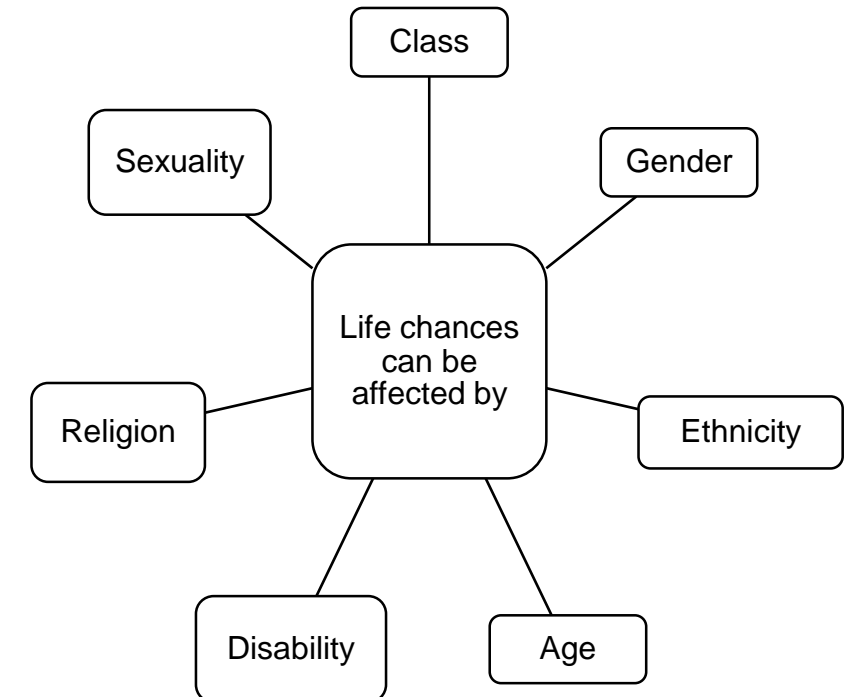 Class
Sexuality
Gender
Life chances
can be
affected by
Religion
Ethnicity
Disability
Age